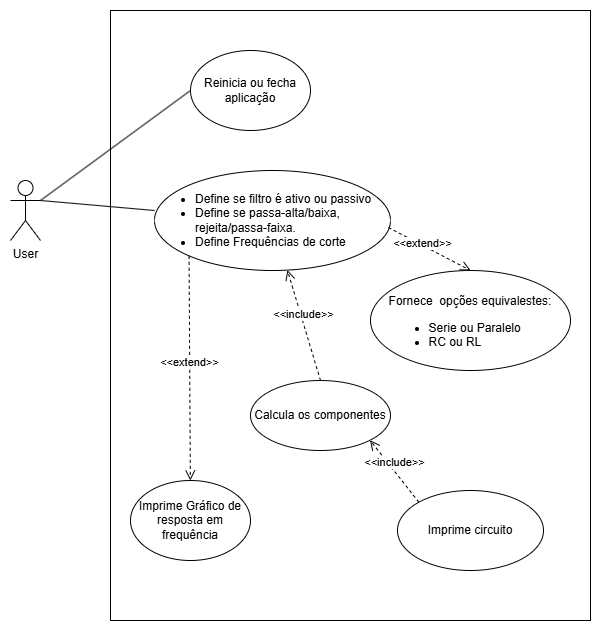 Reinicia ou fecha
aplicação
• Define se filtro é ativo ou passivo
• Define se passa-alta/baixa,
rejeita/passa-faixa.
• Define Frequências de corte
User
<<extend>>
Fornece opções equivalestes:
• Serie ou Paralelo
• RC ou RL
<<include>>
<<extend>>
Calcula os componentes
<<include>>
Imprime Gráfico de
resposta em
frequência
Imprime circuito